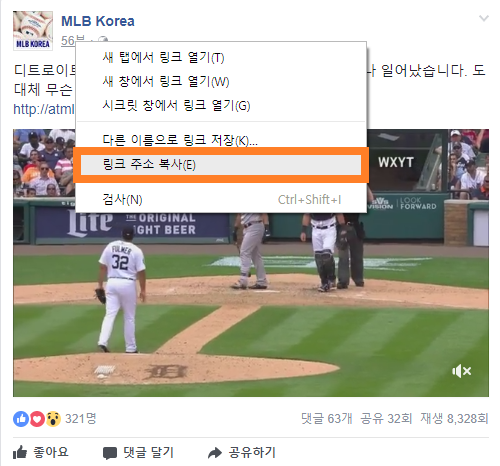 MLB Korea
MLB KOREA
56분
새 탭에서 링크 열기(T)
새 창에서 링크 열기(W)
시크릿 창에서 링크 열기(G)
다른 이름으로 링크 저장(K)...
링크 주소 복사(E)
검사(N) Ctrl+Shift+I
디트로이트 나 일어났습니다. 도
대체 무슨
http://atml
WXYT
LOOK
FORWARD
Lite
THE ORIGINAL
LIGHT BEER
FULMER
32
D
321명
댓글 63개 공유 32회 재생 8,328회
좋아요 댓글 달기 공유하기